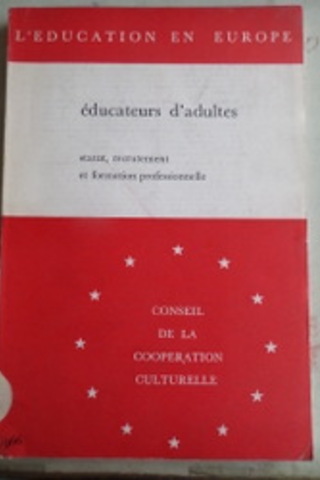 L'EDUCATION EN EUROPE
éducateurs d'adultes
statut, recrutement
et formation professionnelle
CONSEIL
DE LA
COOPERATION
CULTURELLE